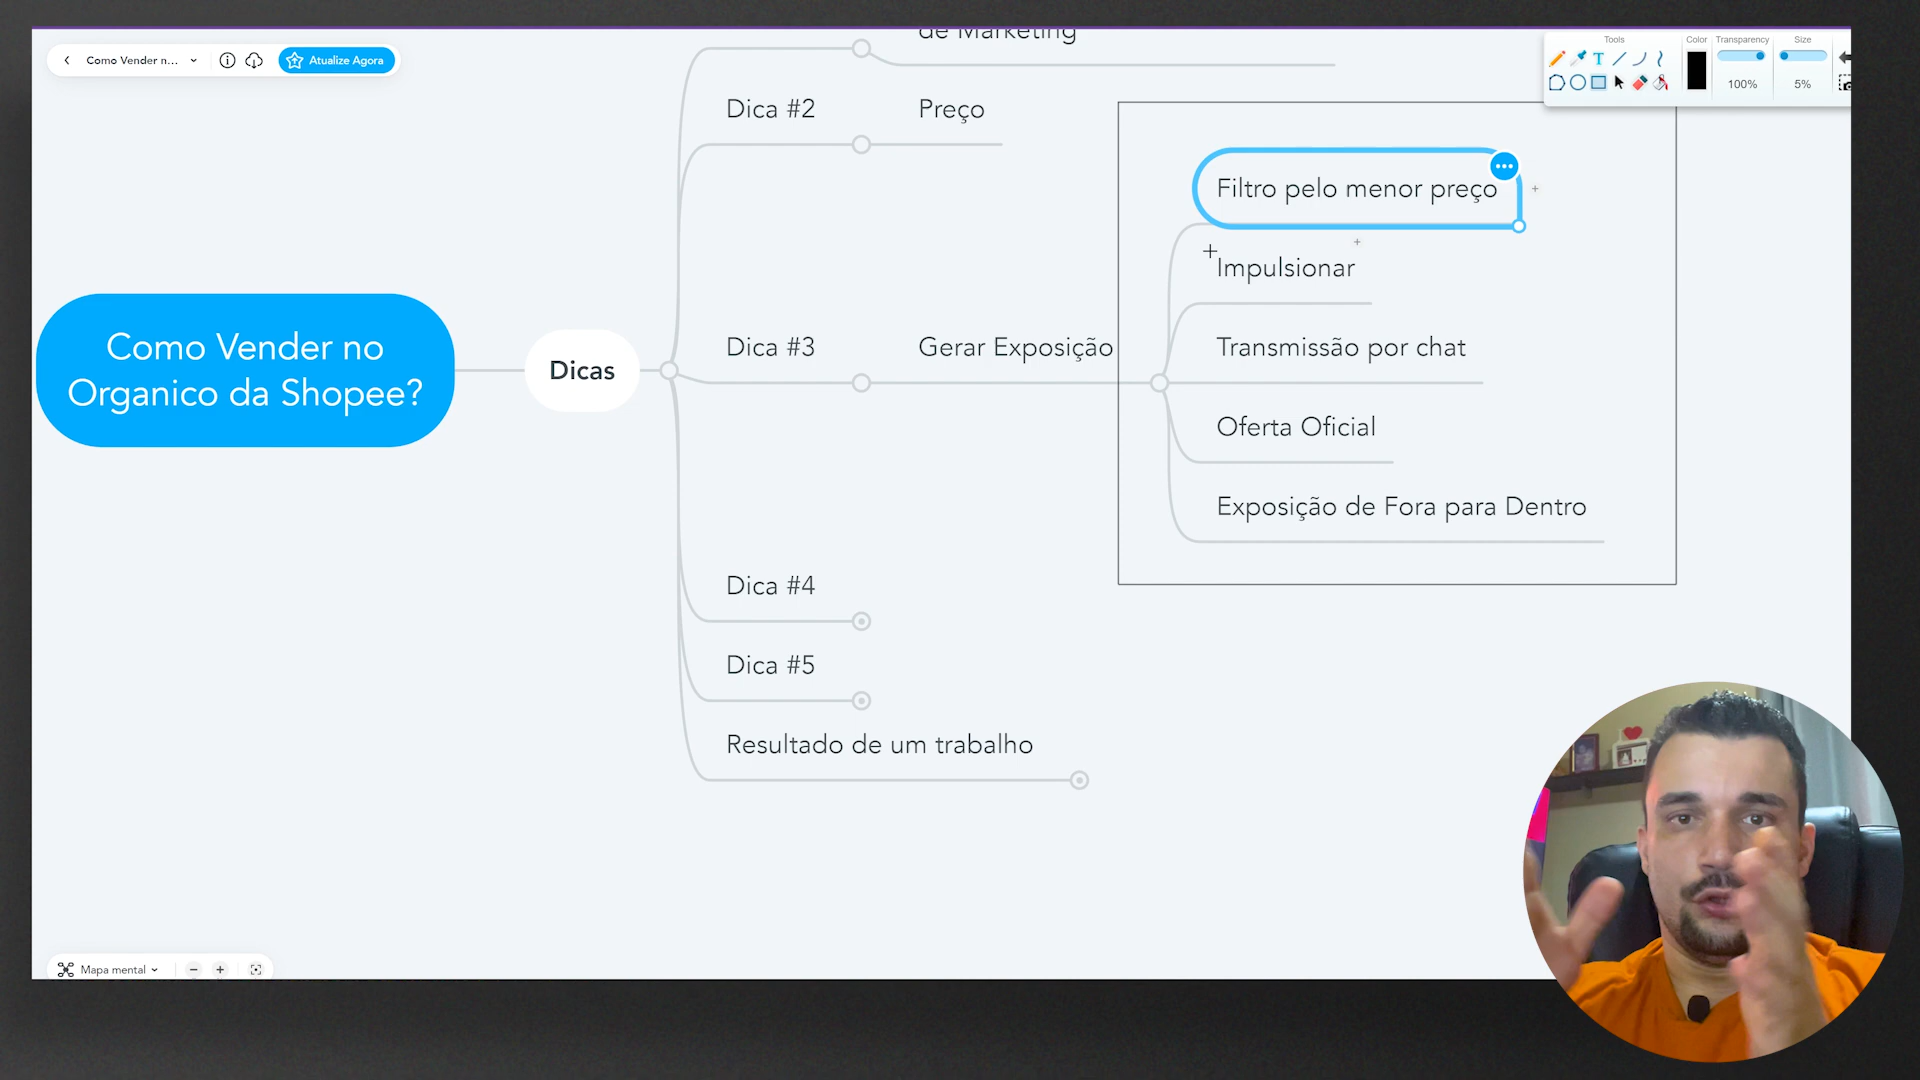 de Marketing
Como Vender n...
Atualize Agora
Tools
Color
Transparency
Size
T
100%
5%
Dica #2
Preço
Filtro pelo menor preço
Impulsionar
Como Vender no
Organico da Shopee?
Dicas
Dica #3
Gerar Exposição
Transmissão por chat
Oferta Oficial
Exposição de Fora para Dentro
Dica #4
Dica #5
Resultado de um trabalho
Mapa mental